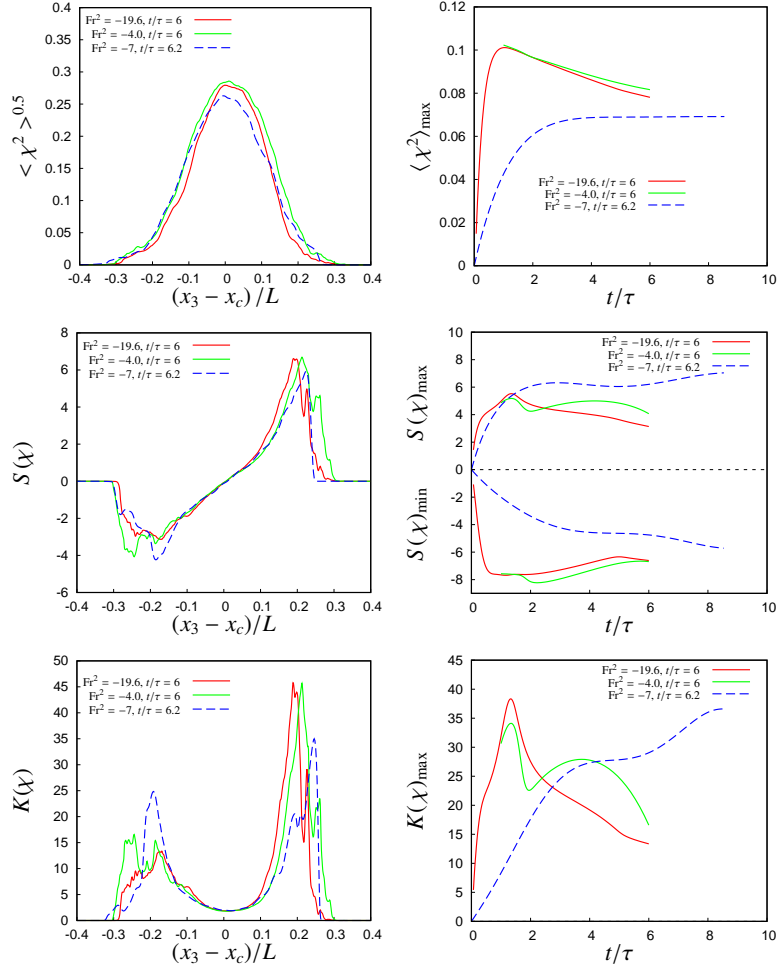 Fr² = −19.6, t/τ = 6
Fr² = −4.0, t/τ = 6
Fr² = −7, t/τ = 6.2
0.4
0.35
0.3
0.25
0.2
0.15
0.1
0.05
0
< χ² >^0.5
-0.4 -0.3 -0.2 -0.1 0 0.1 0.2 0.3 0.4
(x₃ − x_c)/L
0.12
0.1
0.08
0.06
0.04
0.02
0
⟨χ²⟩max
Fr² = −19.6, t/τ = 6
Fr² = −4.0, t/τ = 6
Fr² = −7, t/τ = 6.2
0 2 4 6 8 10
t/τ
Fr² = −19.6, t/τ = 6
Fr² = −4.0, t/τ = 6
Fr² = −7, t/τ = 6.2
8
6
4
2
0
-2
-4
-6
S(χ)
-0.4 -0.3 -0.2 -0.1 0 0.1 0.2 0.3 0.4
(x₃ − x_c)/L
Fr² = −19.6, t/τ = 6
Fr² = −4.0, t/τ = 6
Fr² = −7, t/τ = 6.2
10
8
6
4
2
0
-2
-4
-6
-8
S(χ)min S(χ)max
0 2 4 6 8 10
t/τ
Fr² = −19.6, t/τ = 6
Fr² = −4.0, t/τ = 6
Fr² = −7, t/τ = 6.2
50
45
40
35
30
25
20
15
10
5
0
K(χ)
-0.4 -0.3 -0.2 -0.1 0 0.1 0.2 0.3 0.4
(x₃ − x_c)/L
Fr² = −19.6, t/τ = 6
Fr² = −4.0, t/τ = 6
Fr² = −7, t/τ = 6.2
45
40
35
30
25
20
15
10
5
0
K(χ)max
0 2 4 6 8 10
t/τ